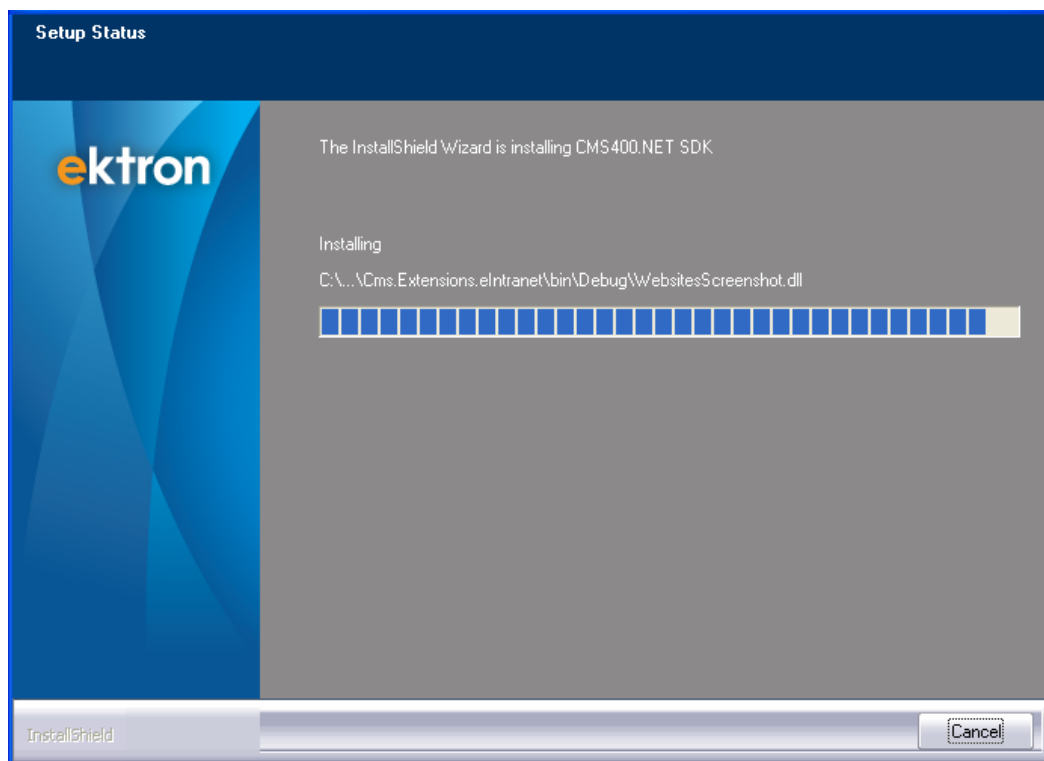 Setup Status
ektron
The InstallShield Wizard is installing CMS400.NET SDK
Installing
C:\...\Cms.Extensions.eIntranet\bin\Debug\WebsitesScreenshot.dll
InstallShield
Cancel